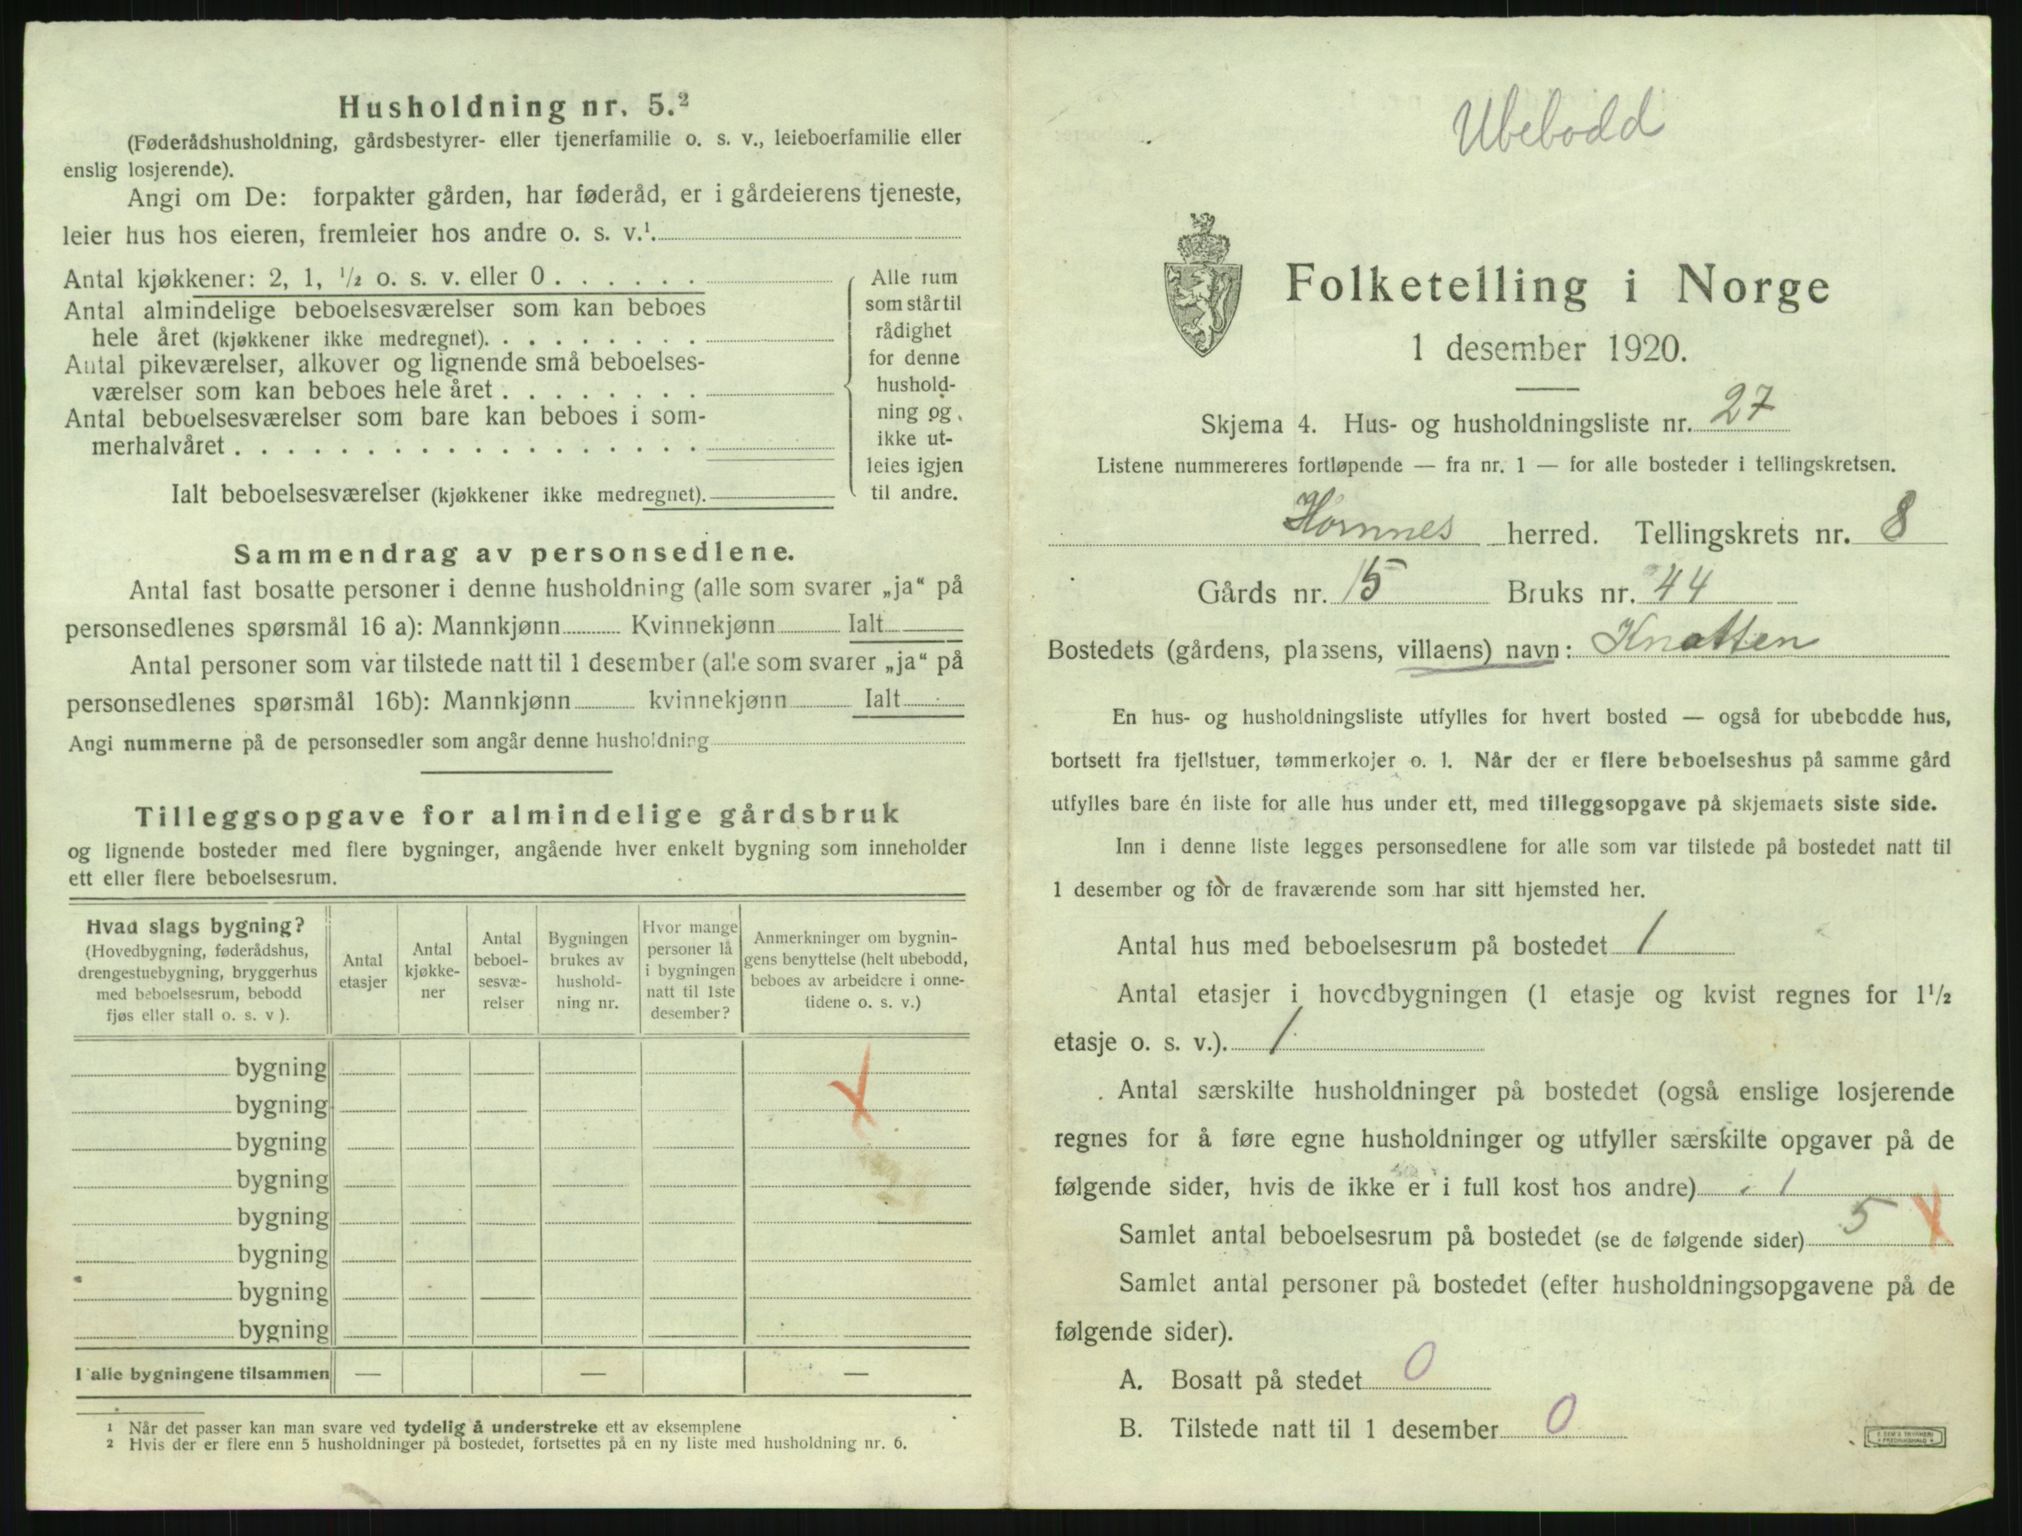 Husholdning nr. 5.²
(Føderådshusholdning, gårdsbestyrer- eller tjenerfamilie o. s. v., leieboerfamilie eller
enslig losjerende).
Angi om De: forpakter gården, har føderåd, er i gårdeierens tjeneste,
leier hus hos eieren, fremleier hos andre o. s. v.¹.
Antal kjøkkener: 2, 1, ½ o. s. v. eller 0 . . . . . .
Antal almindelige beboelsesværelser som kan beboes
hele året (kjøkkener ikke medregnet). . . . . . . . .
Antal pikeværelser, alkover og lignende små beboelses-
værelser som kan beboes hele året . . . . . . . .
Antal beboelsesværelser som bare kan beboes i som-
merhalvåret . . . . . . . . . . . . . . . . . .
Ialt beboelsesværelser (kjøkkener ikke medregnet).
Alle rum
som står til
rådighet
for denne
hushold-
ning og
ikke ut-
leies igjen
til andre.
Sammendrag av personsedlene.
Antal fast bosatte personer i denne husholdning (alle som svarer „ja“ på
personsedlenes spørsmål 16 a): Mannkjønn Kvinnekjønn Ialt
Antal personer som var tilstede natt til 1 desember (alle som svarer „ja“ på
personsedlenes spørsmål 16b): Mannkjønn kvinnekjønn Ialt
Angi nummerne på de personsedler som angår denne husholdning
Tilleggsopgave for almindelige gårdsbruk
og lignende bosteder med flere bygninger, angående hver enkelt bygning som inneholder
ett eller flere beboelsesrum.
Hvad slags bygning?
(Hovedbygning, føderådshus,
drengestuebygning, bryggerhus
med beboelsesrum, bebodd
fjøs eller stall o. s. v ).
Antal
etasjer
Antal
kjøkke-
ner
Antal
beboel-
sesvæ-
relser
Bygningen
brukes av
hushold-
ning nr.
Hvor mange
personer lå
i bygningen
natt til 1ste
desember?
Anmerkninger om bygnin-
gens benyttelse (helt ubebodd,
beboes av arbeidere i onne-
tidene o. s. v.)
bygning
bygning
bygning
bygning
bygning
bygning
bygning
bygning
X
I alle bygningene tilsammen — — —
¹ Når det passer kan man svare ved tydelig å understreke ett av eksemplene
² Hvis der er flere enn 5 husholdninger på bostedet, fortsettes på en ny liste med husholdning nr. 6.
Ubebodd
Folketelling i Norge
1 desember 1920.
Skjema 4. Hus- og husholdningsliste nr. 27
Listene nummereres fortløpende — fra nr. 1 — for alle bosteder i tellingskretsen.
Hornnes herred. Tellingskrets nr. 8
Gårds nr. 15 Bruks nr. 44
Bostedets (gårdens, plassens, villaens) navn: Knatten
En hus- og husholdningsliste utfylles for hvert bosted — også for ubebodde hus,
bortsett fra fjellstuer, tømmerkojer o. l. Når der er flere beboelseshus på samme gård
utfylles bare én liste for alle hus under ett, med tilleggsopgave på skjemaets siste side.
Inn i denne liste legges personsedlene for alle som var tilstede på bostedet natt til
1 desember og for de fraværende som har sitt hjemsted her.
Antal hus med beboelsesrum på bostedet 1
Antal etasjer i hovedbygningen (1 etasje og kvist regnes for 1½
etasje o. s. v.). 1
Antal særskilte husholdninger på bostedet (også enslige losjerende
regnes for å føre egne husholdninger og utfyller særskilte opgaver på de
følgende sider, hvis de ikke er i full kost hos andre) 1
Samlet antal beboelsesrum på bostedet (se de følgende sider) 5 X
Samlet antal personer på bostedet (efter husholdningsopgavene på de
følgende sider).
A. Bosatt på stedet 0
B. Tilstede natt til 1 desember 0